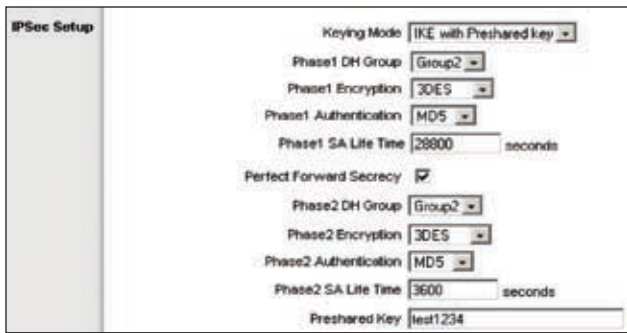 IPSec Setup
Keying Mode IKE with Preshared key
Phase1 DH Group Group2
Phase1 Encryption 3DES
Phase1 Authentication MD5
Phase1 SA Life Time 28800 seconds
Perfect Forward Secrecy
Phase2 DH Group Group2
Phase2 Encryption 3DES
Phase2 Authentication MD5
Phase2 SA Life Time 3600 seconds
Preshared Key test1234